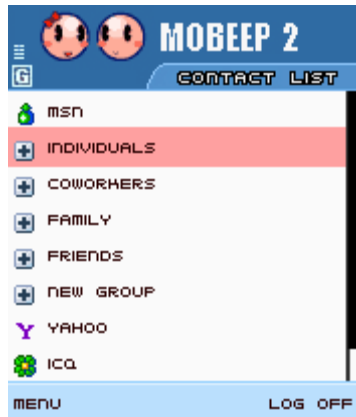 MOBEEP 2
G
CONTACT LIST
MSN
INDIVIDUALS
COWORKERS
FAMILY
FRIENDS
NEW GROUP
Y YAHOO
ICQ
MENU LOG OFF